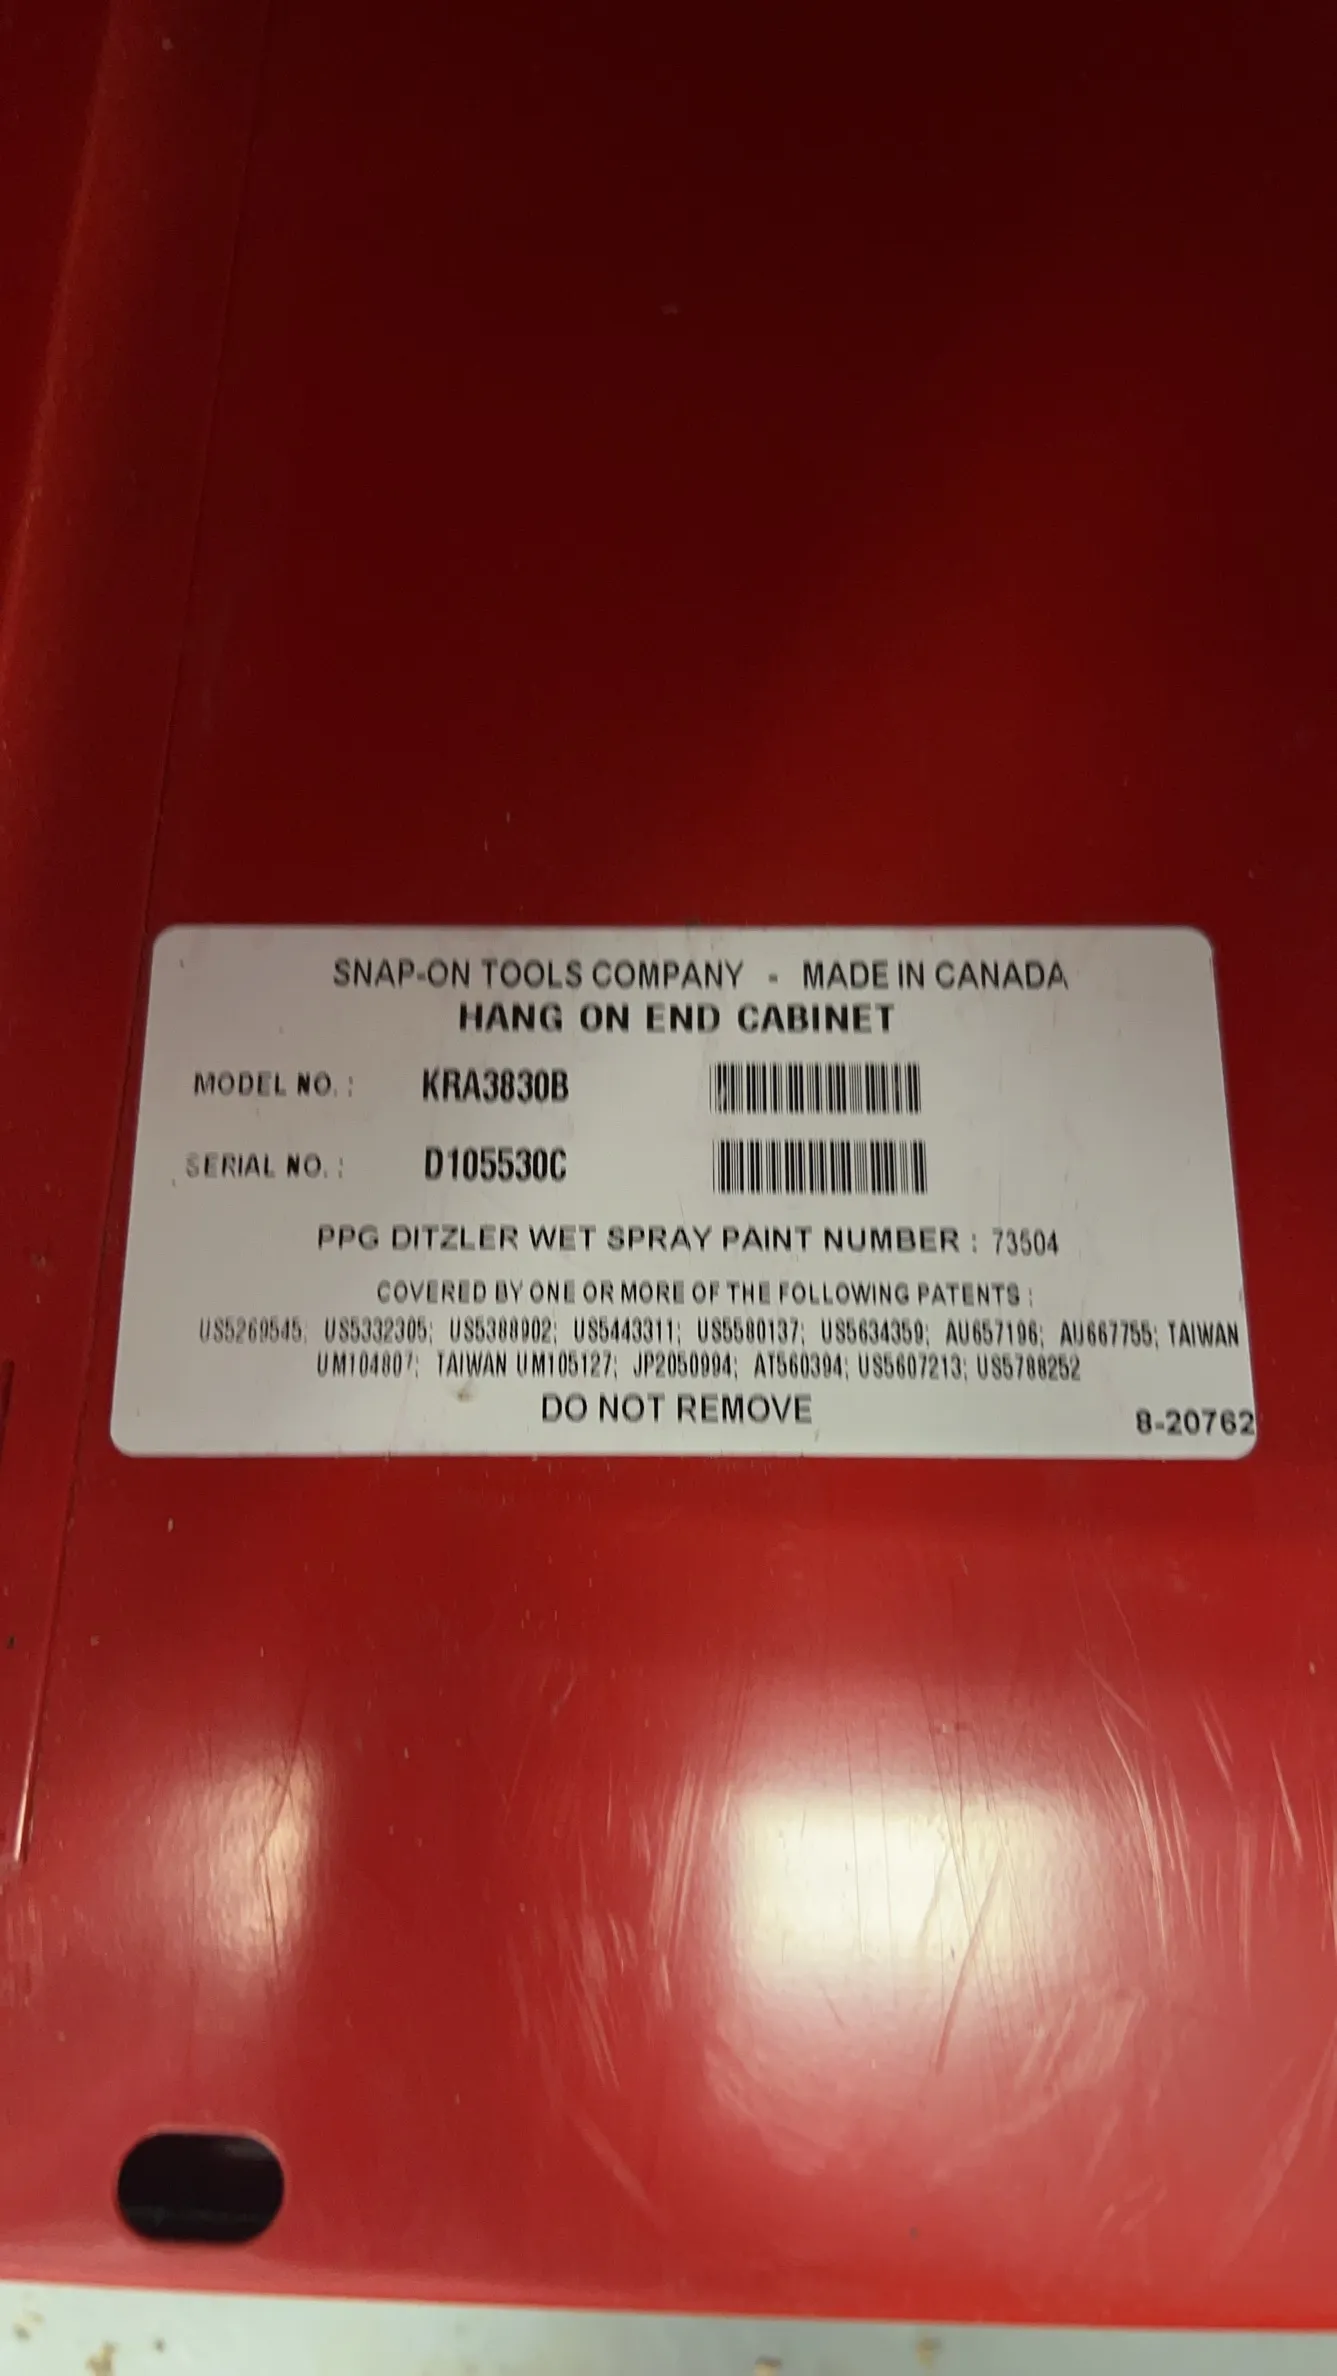 SNAP-ON TOOLS COMPANY - MADE IN CANADA
HANG ON END CABINET
MODEL NO. : KRA3830B
SERIAL NO. : D105530C
PPG DITZLER WET SPRAY PAINT NUMBER : 73504
COVERED BY ONE OR MORE OF THE FOLLOWING PATENTS :
US5269545; US5332305; US5388902; US5443311; US5580137; US5634359; AU657196; AU667755; TAIWAN
UM104807; TAIWAN UM105127; JP2050994; AT560394; US5607213; US5788252
DO NOT REMOVE
8-20762